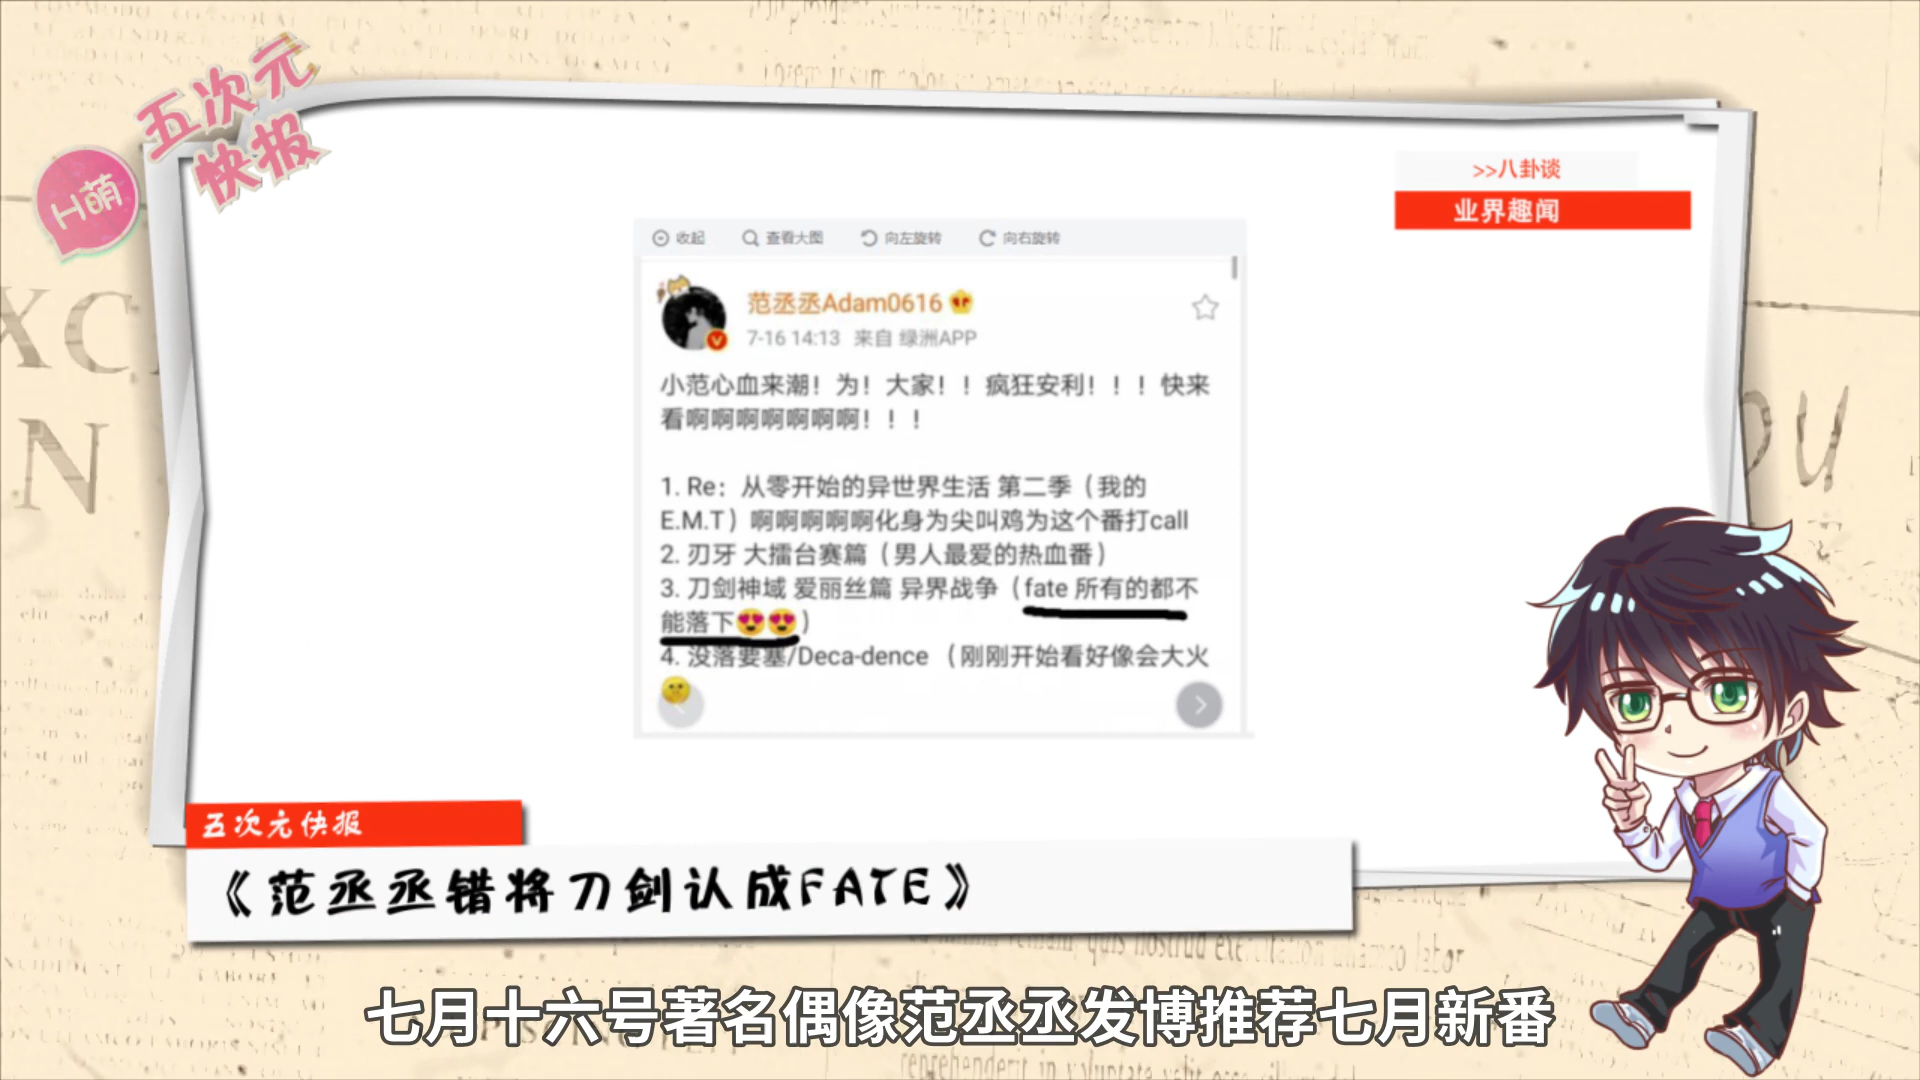 五次元
快报
H萌
>>八卦谈
业界趣闻
收起 查看大图 向左旋转 向右旋转
范丞丞Adam0616
7-16 14:13 来自 绿洲APP
小范心血来潮！为！大家！！疯狂安利！！！快来
看啊啊啊啊啊啊啊！！！
1. Re：从零开始的异世界生活 第二季（我的
E.M.T）啊啊啊啊啊化身为尖叫鸡为这个番打call
2. 刃牙 大擂台赛篇（男人最爱的热血番）
3. 刀剑神域 爱丽丝篇 异界战争（fate 所有的都不
能落下😍😍）
4. 没落要塞/Deca-dence （刚刚开始看好像会大火
五次元快报
《范丞丞错将刀剑认成FATE》
七月十六号著名偶像范丞丞发博推荐七月新番